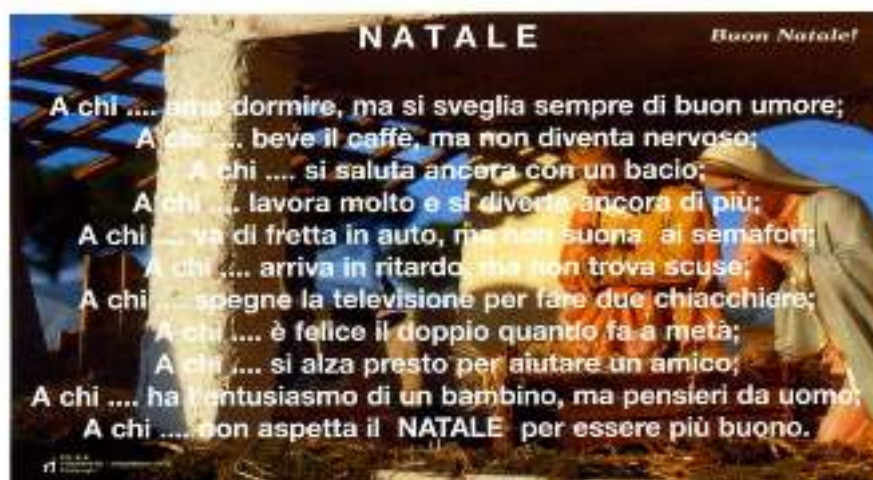 NATALE
Buon Natale!
A chi .... ama dormire, ma si sveglia sempre di buon umore;
A chi .... beve il caffè, ma non diventa nervoso;
A chi .... si saluta ancora con un bacio;
A chi .... lavora molto e si diverte ancora di più;
A chi .... va di fretta in auto, ma non suona ai semafori;
A chi .... arriva in ritardo, ma non trova scuse;
A chi .... spegne la televisione per fare due chiacchiere;
A chi .... è felice il doppio quando fa a metà;
A chi .... si alza presto per aiutare un amico;
A chi .... ha l'entusiasmo di un bambino, ma pensieri da uomo;
A chi .... non aspetta il NATALE per essere più buono.